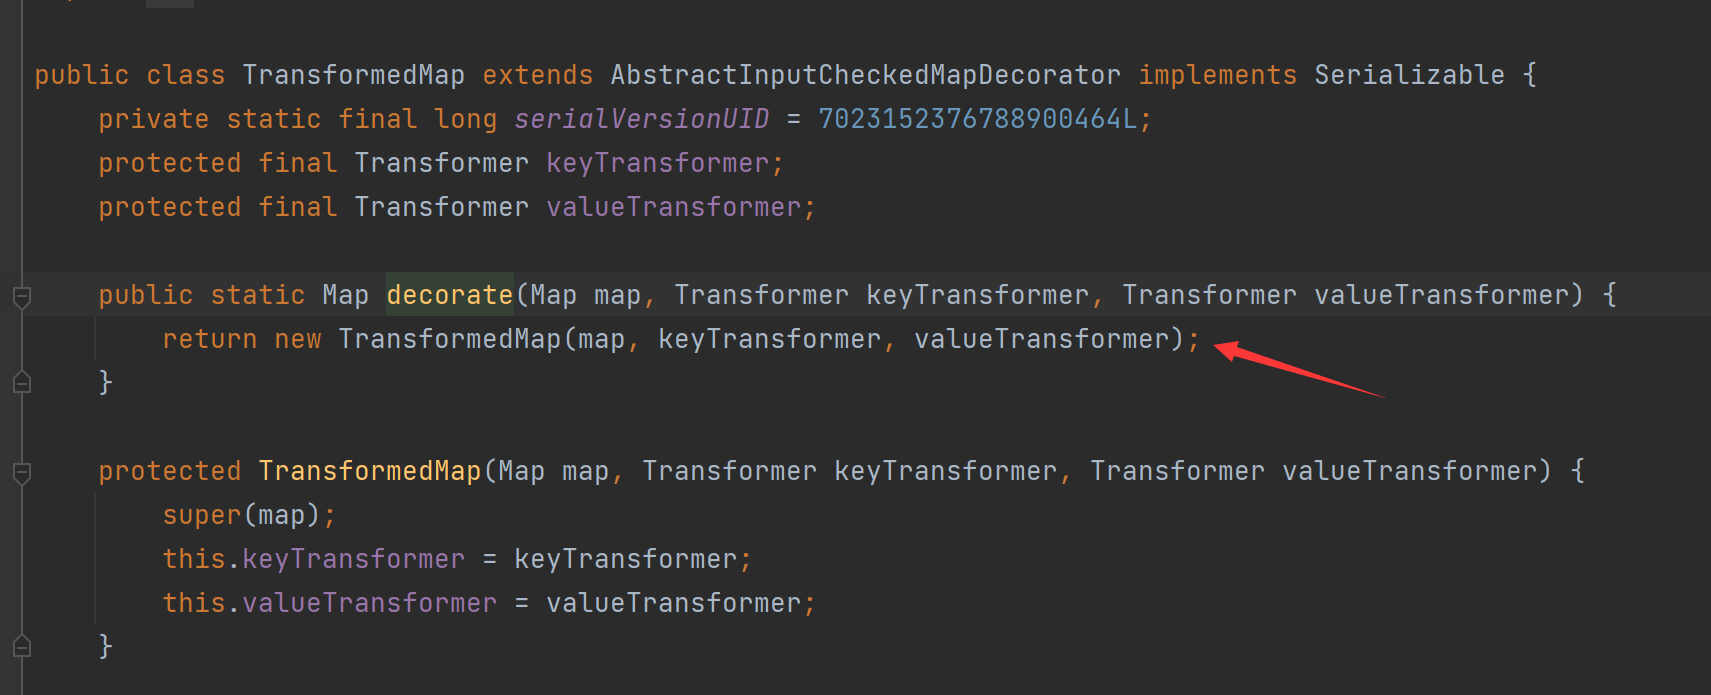 public class TransformedMap extends AbstractInputCheckedMapDecorator implements Serializable {
private static final long serialVersionUID = 7023152376788900464L;
protected final Transformer keyTransformer;
protected final Transformer valueTransformer;
public static Map decorate(Map map, Transformer keyTransformer, Transformer valueTransformer) {
return new TransformedMap(map, keyTransformer, valueTransformer);
}
protected TransformedMap(Map map, Transformer keyTransformer, Transformer valueTransformer) {
super(map);
this.keyTransformer = keyTransformer;
this.valueTransformer = valueTransformer;
}